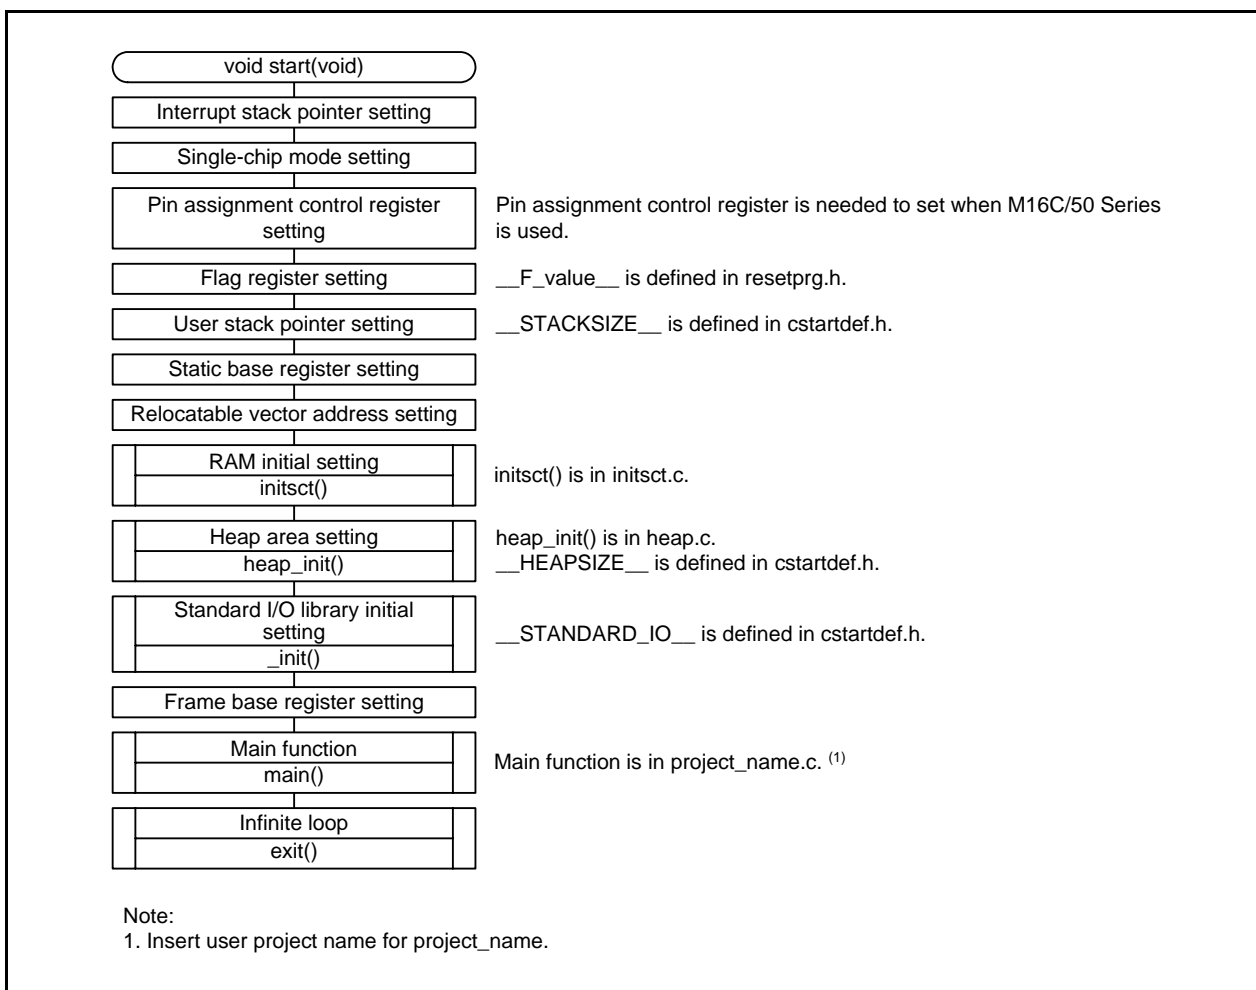 void start(void)
Interrupt stack pointer setting
Single-chip mode setting
Pin assignment control register
setting
Pin assignment control register is needed to set when M16C/50 Series
is used.
Flag register setting
__F_value__ is defined in resetprg.h.
User stack pointer setting
__STACKSIZE__ is defined in cstartdef.h.
Static base register setting
Relocatable vector address setting
RAM initial setting
initsct()
initsct() is in initsct.c.
Heap area setting
heap_init()
heap_init() is in heap.c.
__HEAPSIZE__ is defined in cstartdef.h.
Standard I/O library initial
setting
_init()
__STANDARD_IO__ is defined in cstartdef.h.
Frame base register setting
Main function
main()
Main function is in project_name.c. (1)
Infinite loop
exit()
Note:
1. Insert user project name for project_name.